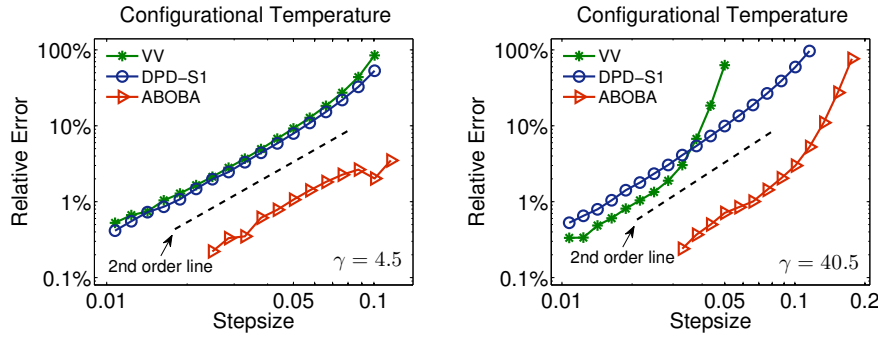 Configurational Temperature
100%
10%
1%
0.1%
Relative Error
VV
DPD-S1
ABOBA
2nd order line
γ = 4.5
0.01
0.05
0.1
Stepsize
Configurational Temperature
100%
10%
1%
0.1%
Relative Error
VV
DPD-S1
ABOBA
2nd order line
γ = 40.5
0.01
0.05
0.1
0.2
Stepsize